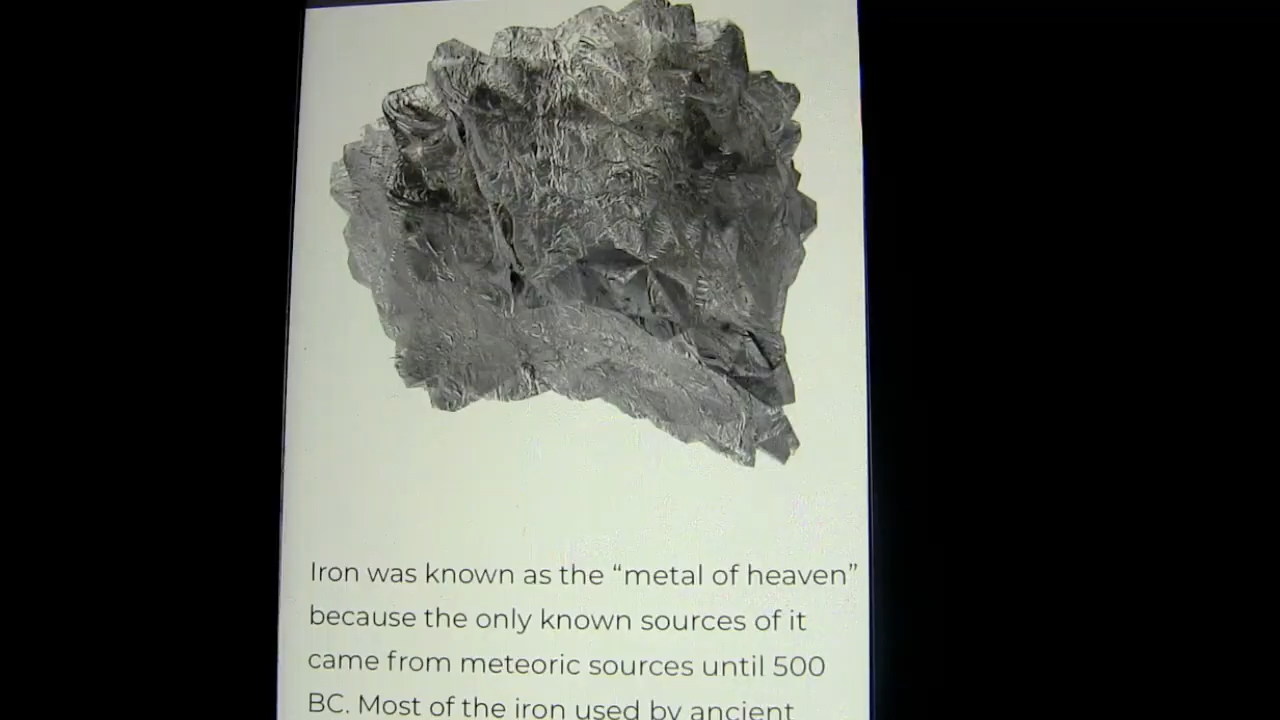 Iron was known as the “metal of heaven”
because the only known sources of it
came from meteoric sources until 500
BC. Most of the iron used by ancient